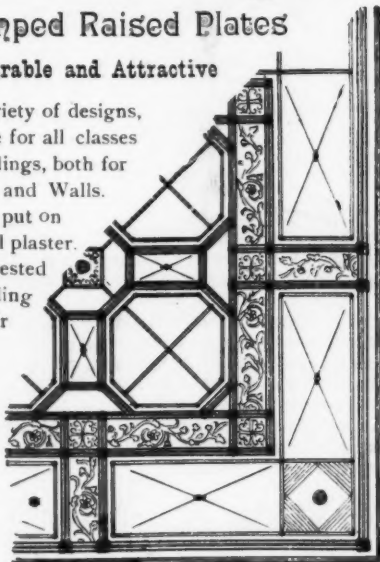 mped Raised Plates
rable and Attractive
riety of designs,
e for all classes
dings, both for
and Walls.
put on
d plaster.
ested
ling
r